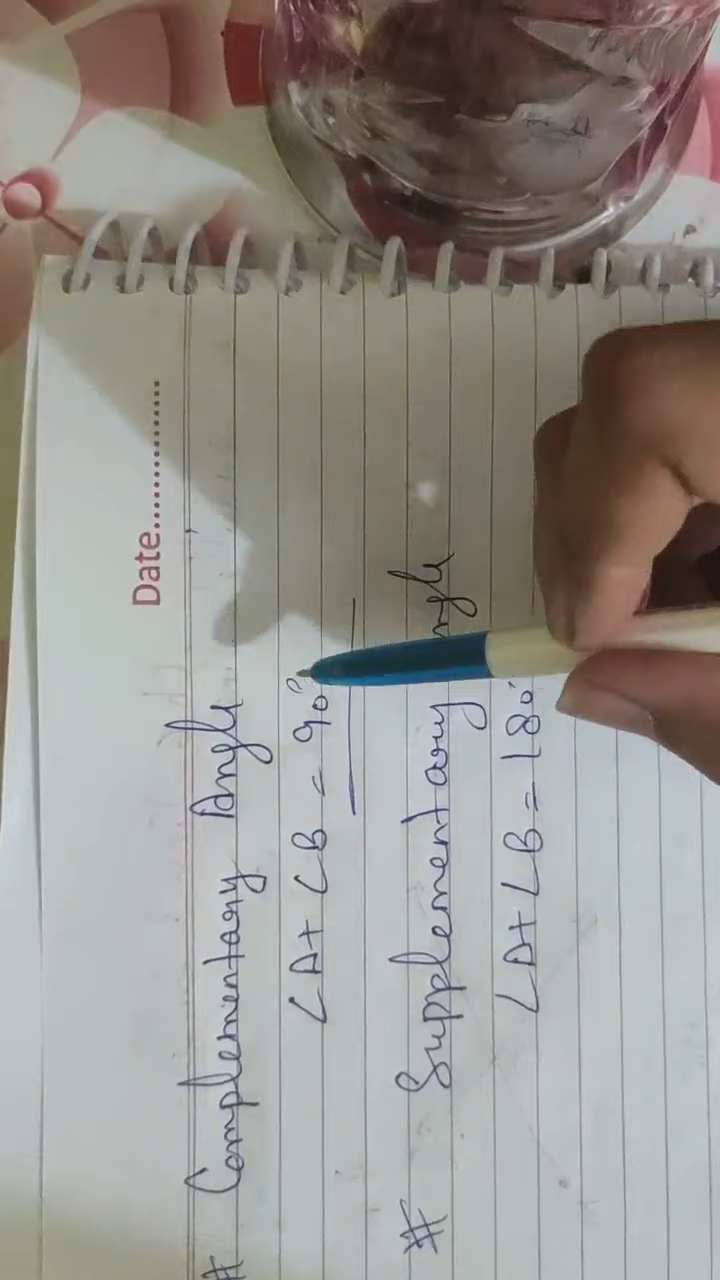 Date...............
# Complementary Angle
∠A+ ∠B = 90°
# Supplementary Angle
∠A+∠B = 180°